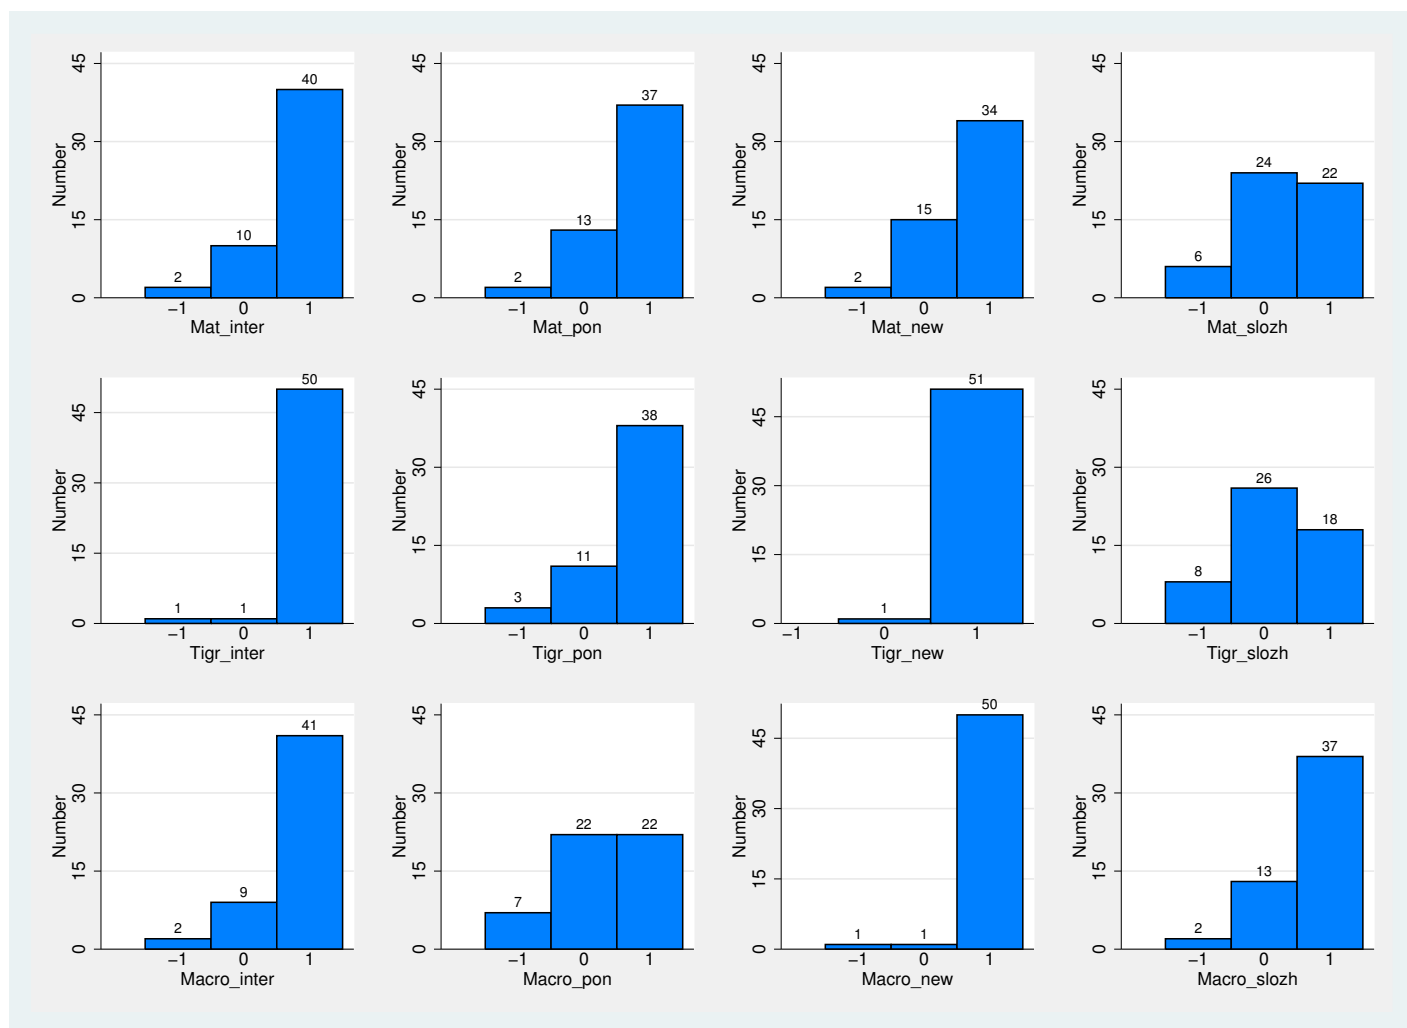 45
30
15
0
Number
2
10
40
−1 0 1
Mat_inter
45
30
15
0
Number
2
13
37
−1 0 1
Mat_pon
45
30
15
0
Number
2
15
34
−1 0 1
Mat_new
45
30
15
0
Number
6
24
22
−1 0 1
Mat_slozh
45
30
15
0
Number
1
1
50
−1 0 1
Tigr_inter
45
30
15
0
Number
3
11
38
−1 0 1
Tigr_pon
45
30
15
0
Number
1
51
−1 0 1
Tigr_new
45
30
15
0
Number
8
26
18
−1 0 1
Tigr_slozh
45
30
15
0
Number
2
9
41
−1 0 1
Macro_inter
45
30
15
0
Number
7
22
22
−1 0 1
Macro_pon
45
30
15
0
Number
1
1
50
−1 0 1
Macro_new
45
30
15
0
Number
2
13
37
−1 0 1
Macro_slozh